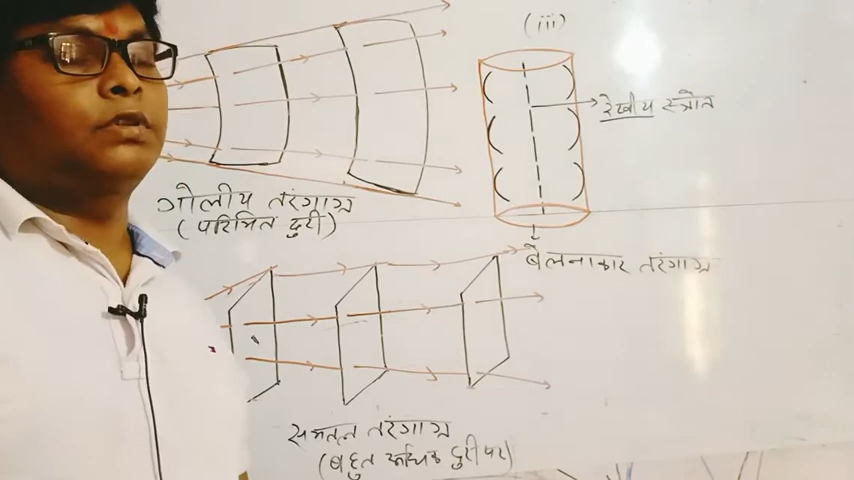 (iii)
रेखीय स्त्रोत
गोलीय तरंगाग्र
(परिमित दुरी)
बेलनाकार तरंगाग्र
समतल तरंगाग्र
(बहुत अधिक दुरी पर)